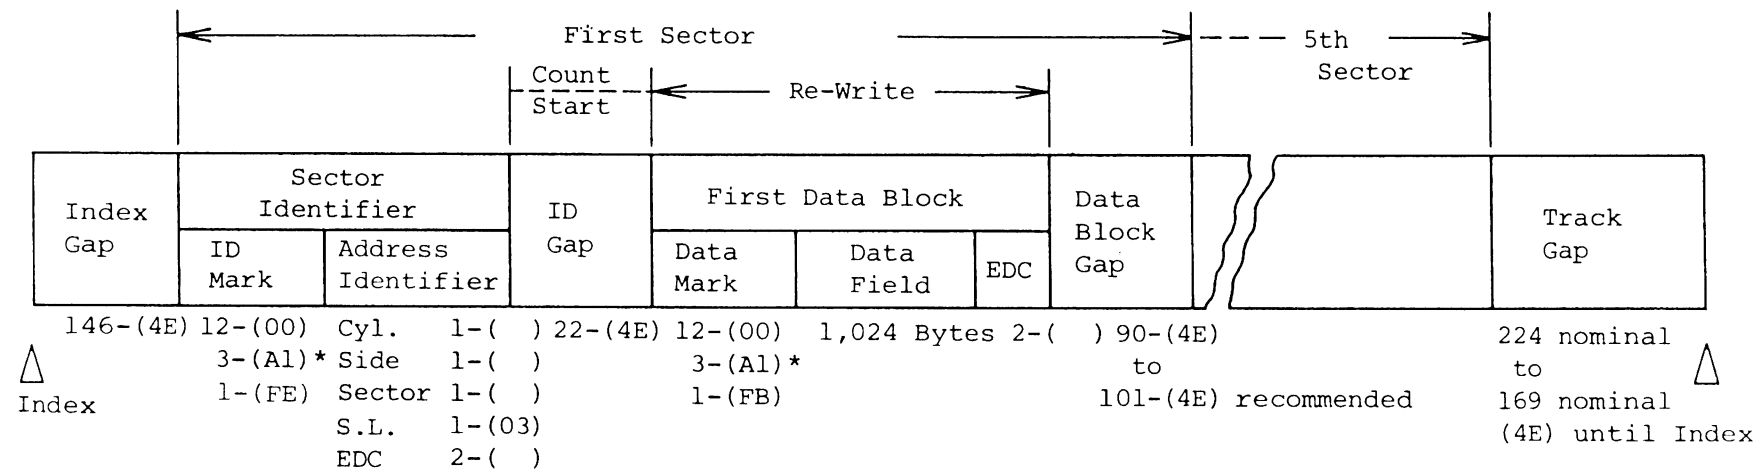 First Sector
5th
Sector
Count
Start
Re-Write
Index
Gap
Sector
Identifier
ID
Mark
Address
Identifier
ID
Gap
First Data Block
Data
Mark
Data
Field
EDC
Data
Block
Gap
Track
Gap
146-(4E) 12-(00) Cyl. 1-( ) 22-(4E) 12-(00) 1,024 Bytes 2-( ) 90-(4E) 224 nominal
3-(A1)* Side 1-( ) 3-(A1)* to to
Index 1-(FE) Sector 1-( ) 1-(FB) 101-(4E) recommended 169 nominal
S.L. 1-(03) (4E) until Index
EDC 2-( )